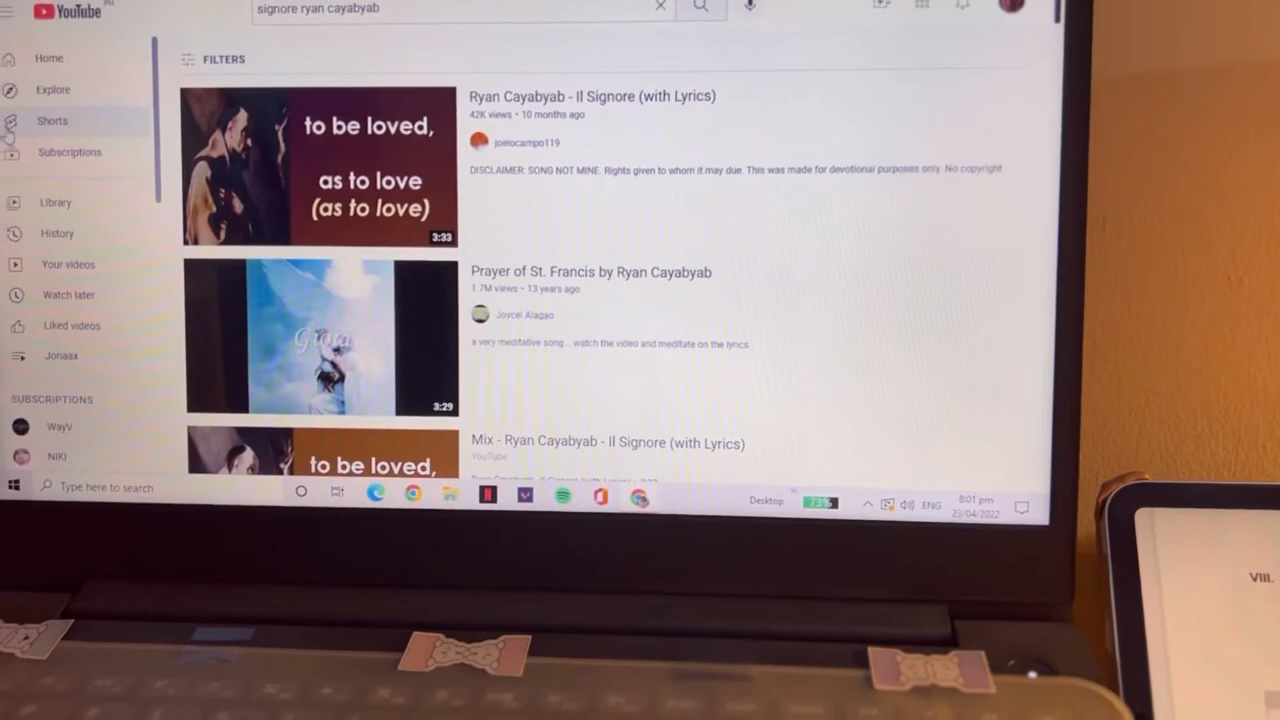 YouTube PH
signore ryan cayabyab
Home
Explore
Shorts
Subscriptions
Library
History
Your videos
Watch later
Liked videos
Jonaax
SUBSCRIPTIONS
WayV
NIKI
FILTERS
to be loved,
as to love
(as to love)
3:33
Ryan Cayabyab - Il Signore (with Lyrics)
42K views • 10 months ago
joelocampo119
DISCLAIMER: SONG NOT MINE. Rights given to whom it may due. This was made for devotional purposes only. No copyright...
Gloria
3:29
Prayer of St. Francis by Ryan Cayabyab
1.7M views • 13 years ago
Joycel Alagao
a very meditative song... watch the video and meditate on the lyrics.
to be loved,
Mix - Ryan Cayabyab - Il Signore (with Lyrics)
YouTube
Type here to search
Desktop
73%
ENG
8:01 pm
23/04/2022
VIII.